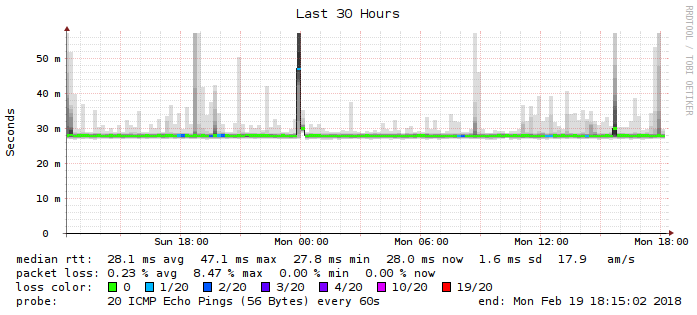 Last 30 Hours
RRDTOOL / TOBI OETIKER
Seconds
50 m
40 m
30 m
20 m
10 m
0
Sun 18:00 Mon 00:00 Mon 06:00 Mon 12:00 Mon 18:00
median rtt: 28.1 ms avg 47.1 ms max 27.8 ms min 28.0 ms now 1.6 ms sd 17.9 am/s
packet loss: 0.23 % avg 8.47 % max 0.00 % min 0.00 % now
loss color: 0 1/20 2/20 3/20 4/20 10/20 19/20
probe: 20 ICMP Echo Pings (56 Bytes) every 60s end: Mon Feb 19 18:15:02 2018